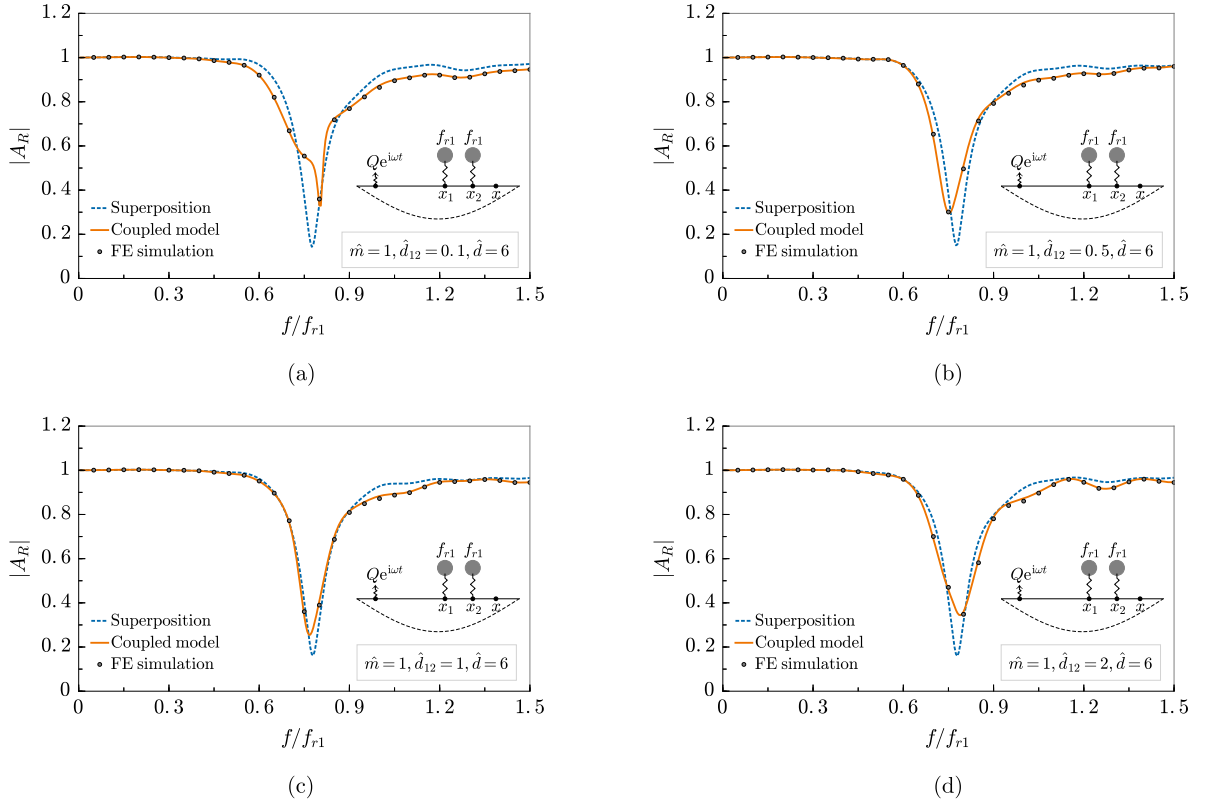 1.2
1
0.8
0.6
0.4
0.2
0
|A_R|
f_{r1} f_{r1}
Qe^{iωt}
x_1 x_2 x
Superposition
Coupled model
FE simulation
m̂ = 1, d̂_{12} = 0.1, d̂ = 6
0 0.3 0.6 0.9 1.2 1.5
f/f_{r1}
(a)
1.2
1
0.8
0.6
0.4
0.2
0
|A_R|
f_{r1} f_{r1}
Qe^{iωt}
x_1 x_2 x
Superposition
Coupled model
FE simulation
m̂ = 1, d̂_{12} = 0.5, d̂ = 6
0 0.3 0.6 0.9 1.2 1.5
f/f_{r1}
(b)
1.2
1
0.8
0.6
0.4
0.2
0
|A_R|
f_{r1} f_{r1}
Qe^{iωt}
x_1 x_2 x
Superposition
Coupled model
FE simulation
m̂ = 1, d̂_{12} = 1, d̂ = 6
0 0.3 0.6 0.9 1.2 1.5
f/f_{r1}
(c)
1.2
1
0.8
0.6
0.4
0.2
0
|A_R|
f_{r1} f_{r1}
Qe^{iωt}
x_1 x_2 x
Superposition
Coupled model
FE simulation
m̂ = 1, d̂_{12} = 2, d̂ = 6
0 0.3 0.6 0.9 1.2 1.5
f/f_{r1}
(d)